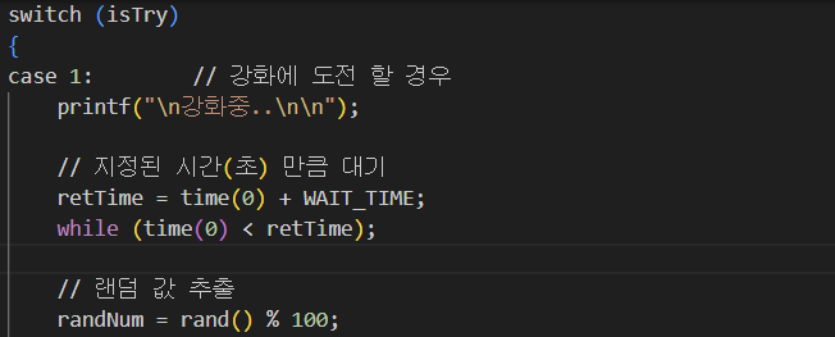 switch (isTry)
{
case 1:        // 강화에 도전 할 경우
    printf("\n강화중..\n\n");
    // 지정된 시간(초) 만큼 대기
    retTime = time(0) + WAIT_TIME;
    while (time(0) < retTime);
    // 랜덤 값 추출
    randNum = rand() % 100;